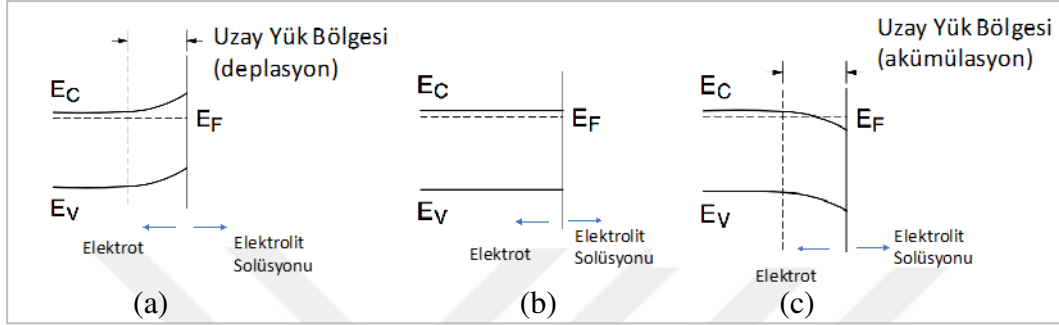 Uzay Yük Bölgesi
(deplasyon)
E_C
E_F
E_V
Elektrot
Elektrolit
Solüsyonu
(a)
E_C
E_F
E_V
Elektrot
Elektrolit
Solüsyonu
(b)
Uzay Yük Bölgesi
(akümülasyon)
E_C
E_F
E_V
Elektrot
Elektrolit
Solüsyonu
(c)